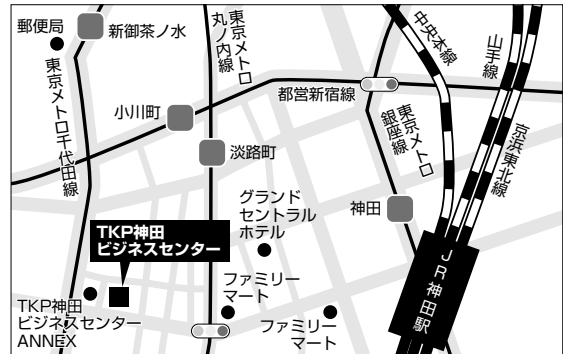 郵便局
新御茶ノ水
東京メトロ
丸ノ内線
中央本線
山手線
東京メトロ千代田線
小川町
都営新宿線
東京メトロ
銀座線
京浜東北線
淡路町
神田
グランド
セントラル
ホテル
TKP神田
ビジネスセンター
JR神田駅
TKP神田
ビジネスセンター
ANNEX
ファミリー
マート
ファミリー
マート